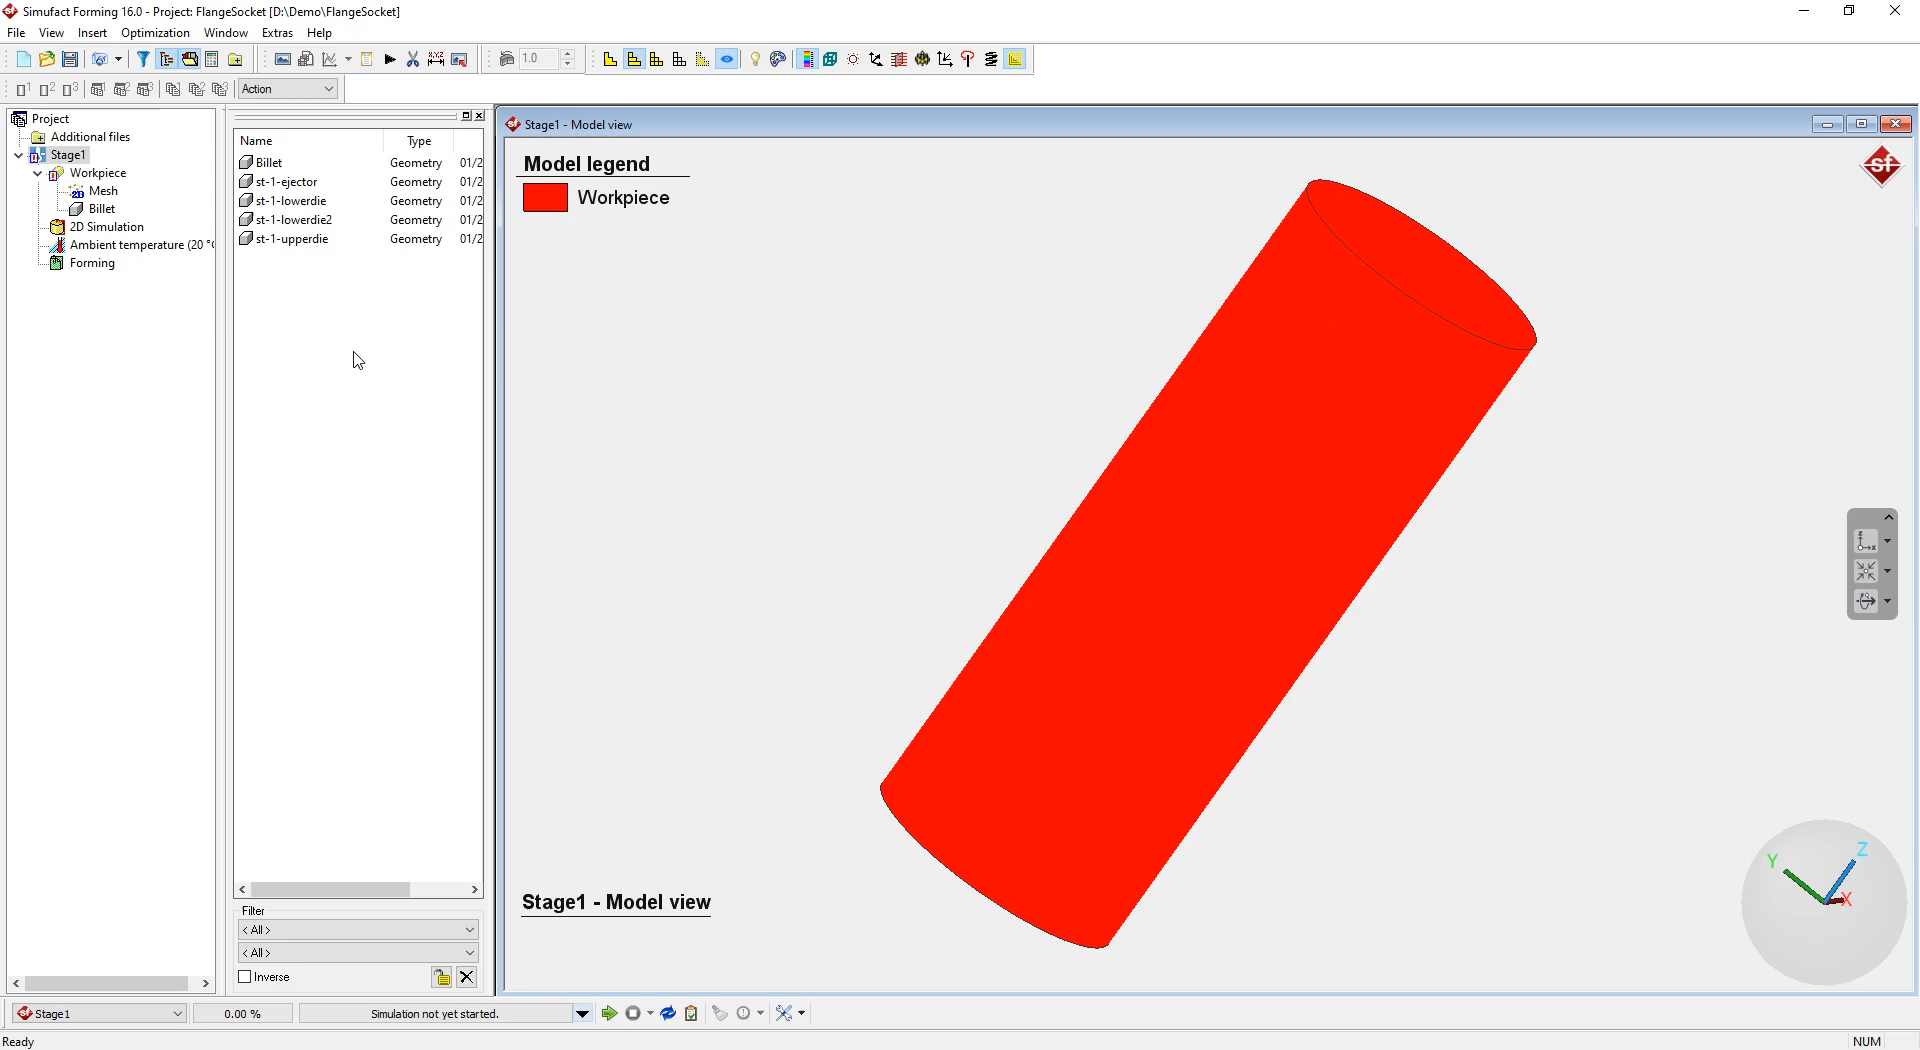 Simufact Forming 16.0 - Project: FlangeSocket [D:\Demo\FlangeSocket]
File View Insert Optimization Window Extras Help
1.0
Action
Project
Additional files
Stage1
Workpiece
Mesh
Billet
2D Simulation
Ambient temperature (20 °
Forming
Name Type
Billet Geometry 01/2
st-1-ejector Geometry 01/2
st-1-lowerdie Geometry 01/2
st-1-lowerdie2 Geometry 01/2
st-1-upperdie Geometry 01/2
Filter
<All>
<All>
Inverse
Stage1 - Model view
Model legend
Workpiece
sf
Stage1 - Model view
Y
Z
X
Stage1 0.00 % Simulation not yet started.
Ready NUM